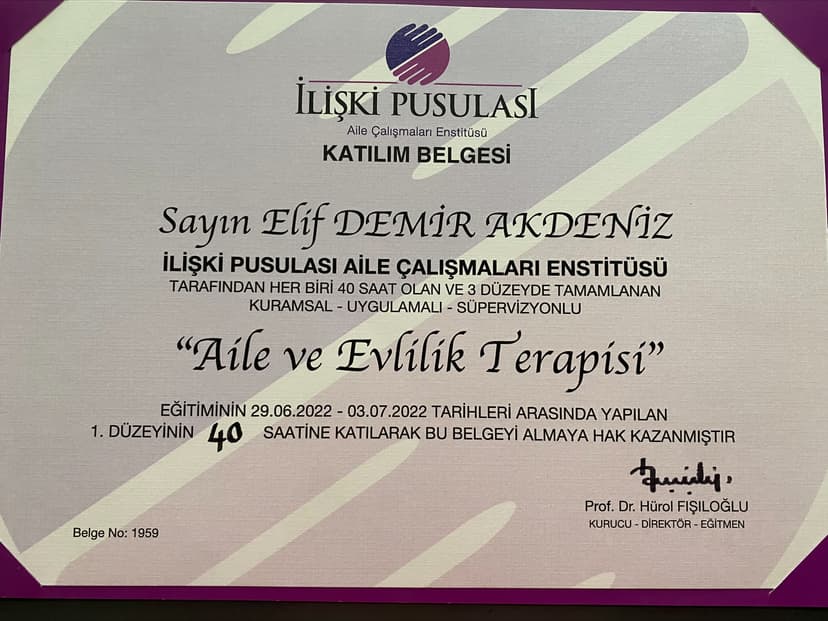 İLİŞKİ PUSULASI
Aile Çalışmaları Enstitüsü
KATILIM BELGESİ
Sayın Elif DEMİR AKDENİZ
İLİŞKİ PUSULASI AİLE ÇALIŞMALARI ENSTİTÜSÜ
TARAFINDAN HER BİRİ 40 SAAT OLAN VE 3 DÜZEYDE TAMAMLANAN
KURAMSAL - UYGULAMALI - SÜPERVİZYONLU
“Aile ve Evlilik Terapisi”
EĞİTİMİNİN 29.06.2022 - 03.07.2022 TARİHLERİ ARASINDA YAPILAN
1. DÜZEYİNİN 40 SAATİNE KATILARAK BU BELGEYİ ALMAYA HAK KAZANMIŞTIR
Prof. Dr. Hürol FIŞILOĞLU
KURUCU - DİREKTÖR - EĞİTMEN
Belge No: 1959